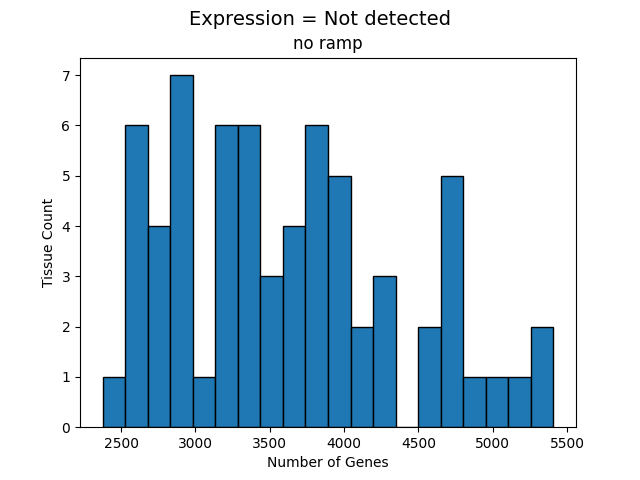 Expression = Not detected
no ramp
7
6
5
4
3
2
1
0
Tissue Count
2500 3000 3500 4000 4500 5000 5500
Number of Genes